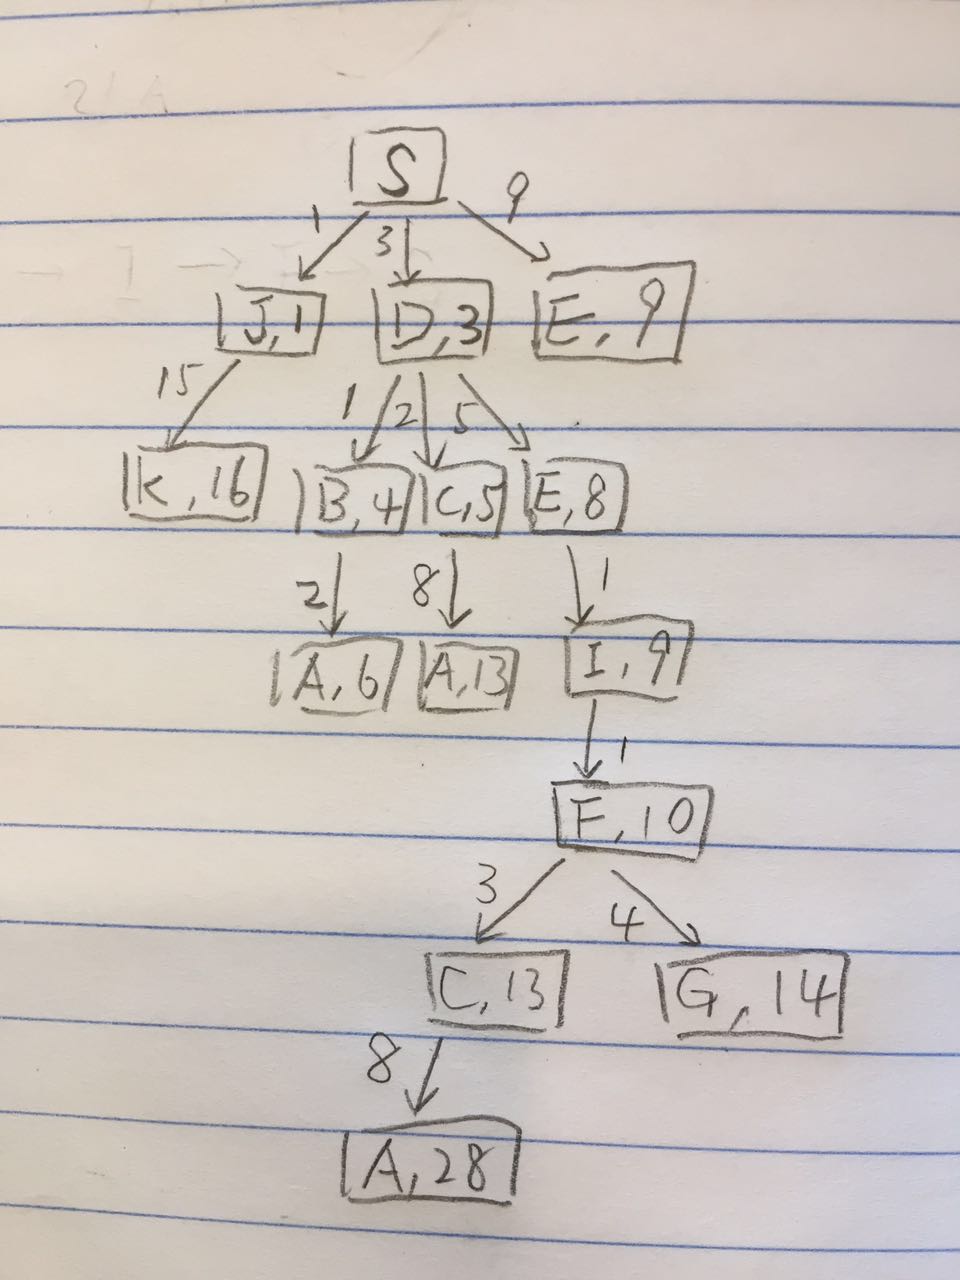 S
1 3 9
J,1 D,3 E,9
15 1 2 5
K,16 B,4 C,5 E,8
2 8 1
A,6 A,13 I,9
1
F,10
3 4
C,13 G,14
8
A,28